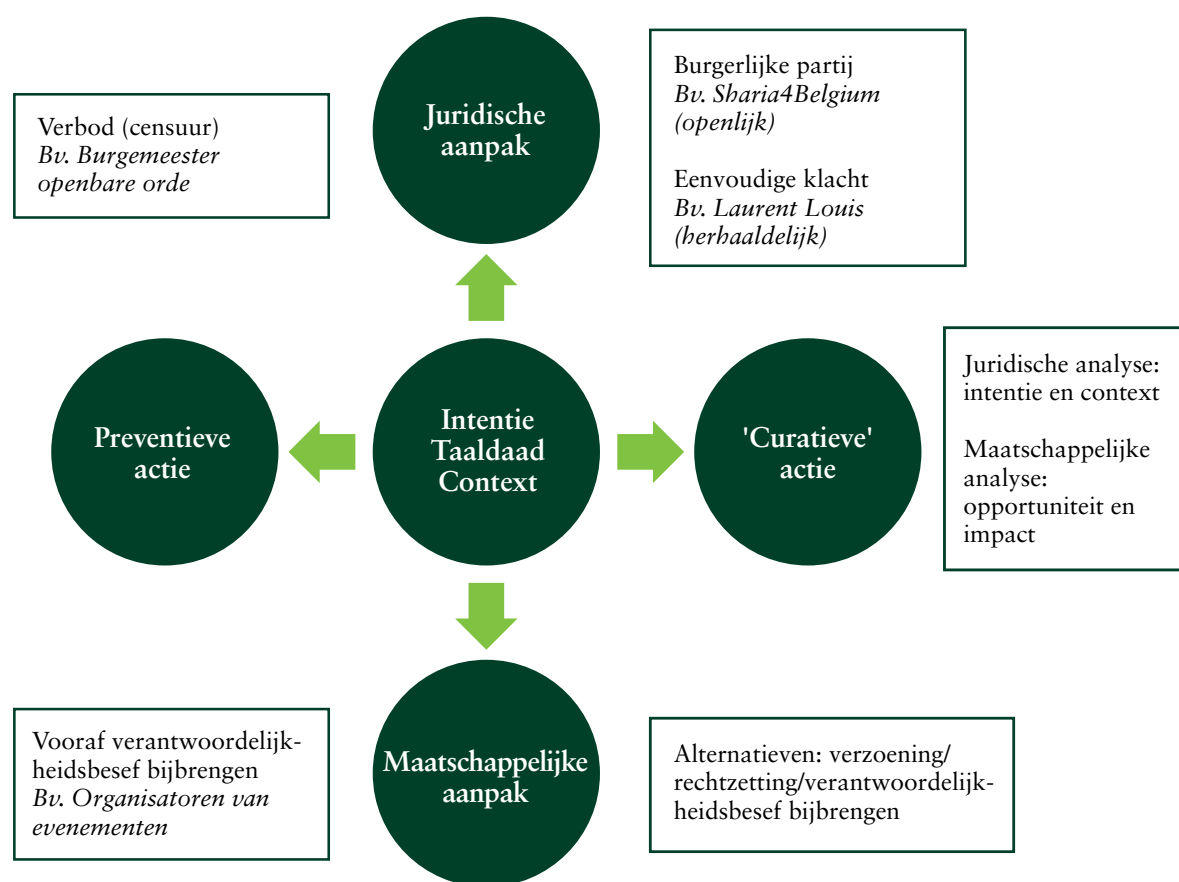 Juridische
aanpak
Verbod (censuur)
Bv. Burgemeester
openbare orde
Burgerlijke partij
Bv. Sharia4Belgium
(openlijk)
Eenvoudige klacht
Bv. Laurent Louis
(herhaaldelijk)
Preventieve
actie
Intentie
Taaldaad
Context
'Curatieve'
actie
Juridische analyse:
intentie en context
Maatschappelijke
analyse:
opportuniteit en
impact
Vooraf verantwoordelijk-
heidsbesef bijbrengen
Bv. Organisatoren van
evenementen
Maatschappelijke
aanpak
Alternatieven: verzoening/
rechtzetting/verantwoordelijk-
heidsbesef bijbrengen